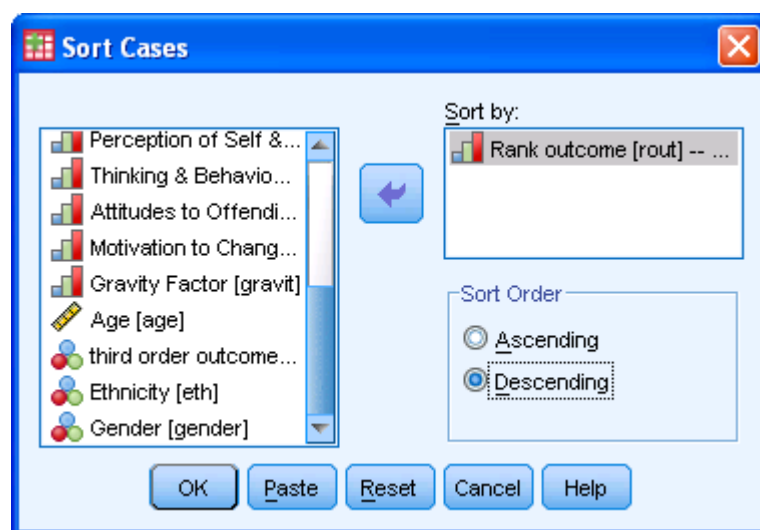 Sort Cases
Perception of Self &...
Thinking & Behavio...
Attitudes to Offendi...
Motivation to Chang...
Gravity Factor [gravit]
Age [age]
third order outcome...
Ethnicity [eth]
Gender [gender]
Sort by:
Rank outcome [rout] -- ...
Sort Order
Ascending
Descending
OK
Paste
Reset
Cancel
Help